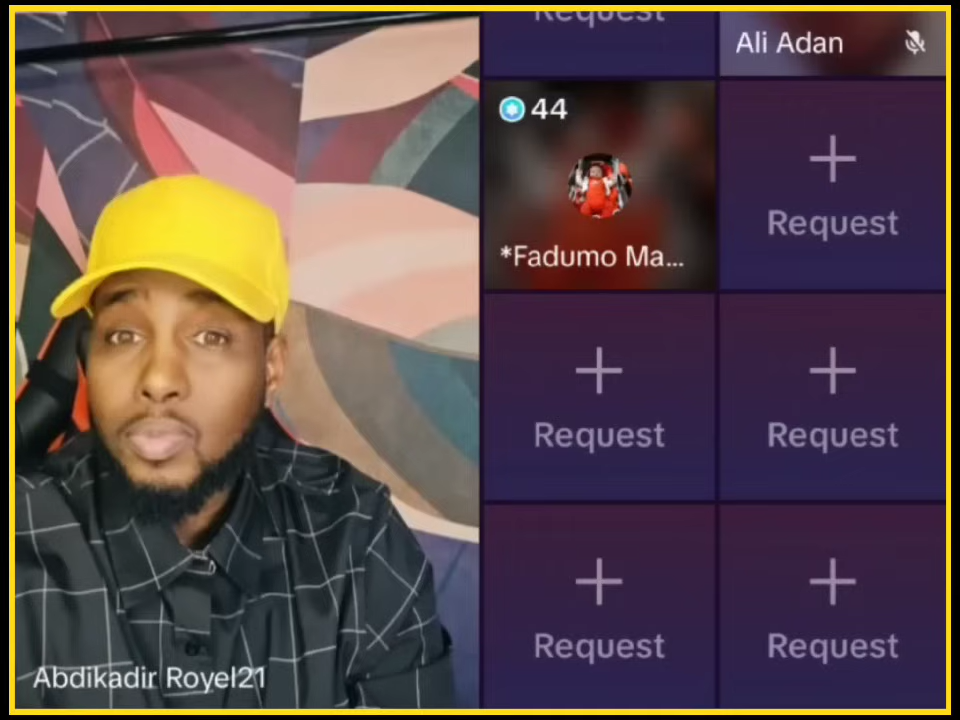 Request
Ali Adan
44
*Fadumo Ma...
Request
Request
Request
Request
Request
Abdikadir Royel21